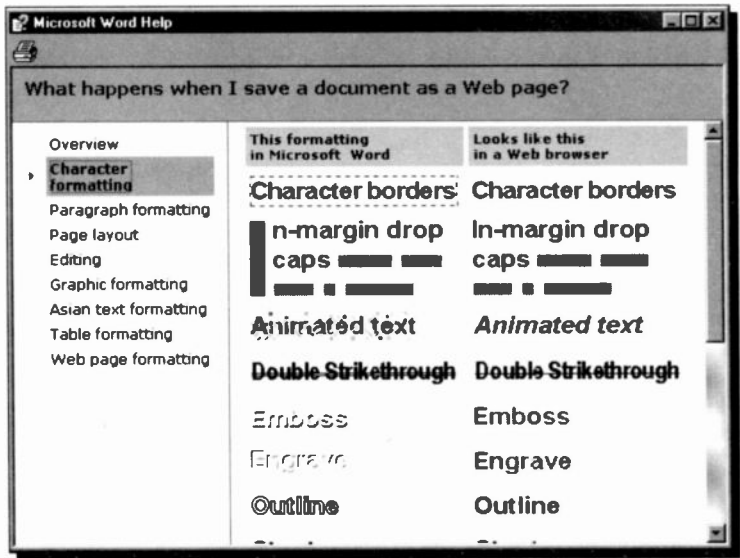 Microsoft Word Help
What happens when I save a document as a Web page?
Overview
Character
formatting
Paragraph formatting
Page layout
Editing
Graphic formatting
Asian text formatting
Table formatting
Web page formatting
This formatting
in Microsoft Word
Looks like this
in a Web browser
Character borders
Character borders
n-margin drop
caps
In-margin drop
caps
Animated text
Animated text
Double Strikethrough
Double Strikethrough
Emboss
Emboss
Engrave
Engrave
Outline
Outline